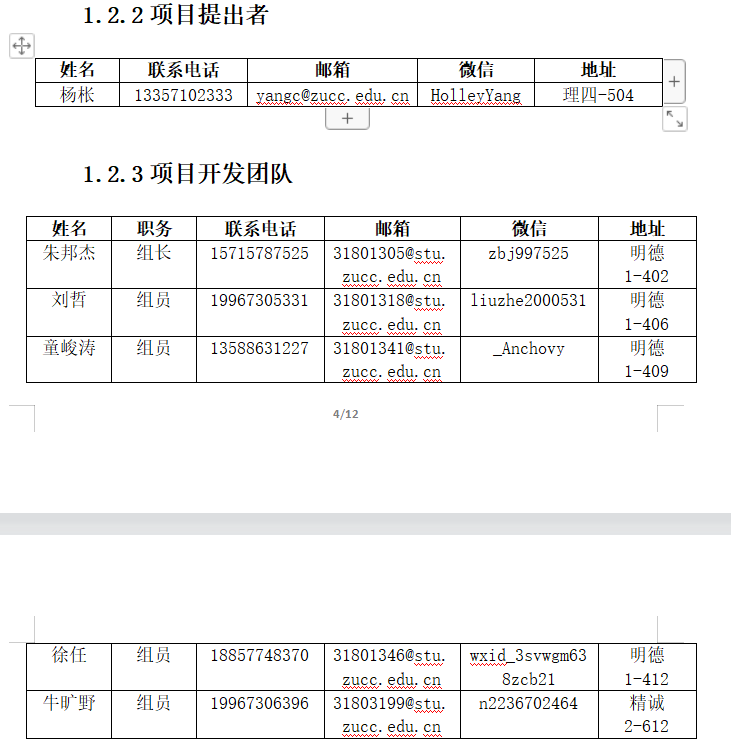 1.2.2 项目提出者
姓名 联系电话 邮箱 微信 地址
杨枨 13357102333 yangc@zucc.edu.cn HolleyYang 理四-504
1.2.3 项目开发团队
姓名 职务 联系电话 邮箱 微信 地址
朱邦杰 组长 15715787525 31801305@stu. zbj997525 明德
zucc.edu.cn 1-402
刘哲 组员 19967305331 31801318@stu. liuzhe2000531 明德
zucc.edu.cn 1-406
童峻涛 组员 13588631227 31801341@stu. _Anchovy 明德
zucc.edu.cn 1-409
4/12
徐任 组员 18857748370 31801346@stu. wxid_3svwgm63 明德
zucc.edu.cn 8zcb21 1-412
牛旷野 组员 19967306396 31803199@stu. n2236702464 精诚
zucc.edu.cn 2-612